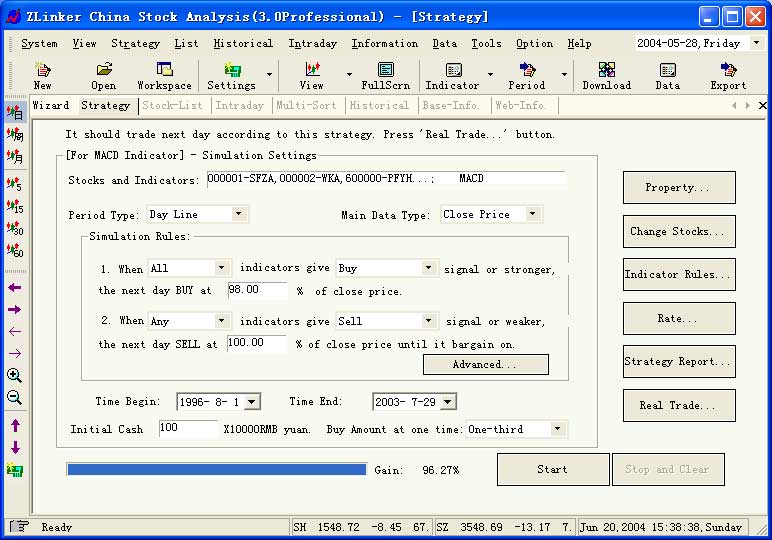 ZLinker China Stock Analysis(3.0Professional) - [Strategy]
System View Strategy List Historical Intraday Information Data Tools Option Help 2004-05-28,Friday
New Open Workspace Settings View FullScrn Indicator Period Download Data Export
Wizard Strategy Stock-List Intraday Multi-Sort Historical Base-Info. Web-Info.
日
周
月
5
15
30
60
It should trade next day according to this strategy. Press 'Real Trade...' button.
[For MACD Indicator] - Simulation Settings
Stocks and Indicators: 000001-SFZA,000002-WKA,600000-PFYH...; MACD
Period Type: Day Line Main Data Type: Close Price
Simulation Rules:
1. When All indicators give Buy signal or stronger,
the next day BUY at 98.00 % of close price.
2. When Any indicators give Sell signal or weaker,
the next day SELL at 100.00 % of close price until it bargain on.
Advanced...
Time Begin: 1996- 8- 1 Time End: 2003- 7-29
Initial Cash 100 X10000RMB yuan. Buy Amount at one time: One-third
Property...
Change Stocks...
Indicator Rules...
Rate...
Strategy Report...
Real Trade...
Gain: 96.27% Start Stop and Clear
Ready SH 1548.72 -8.45 67. SZ 3548.69 -13.17 7. Jun 20,2004 15:38:38,Sunday